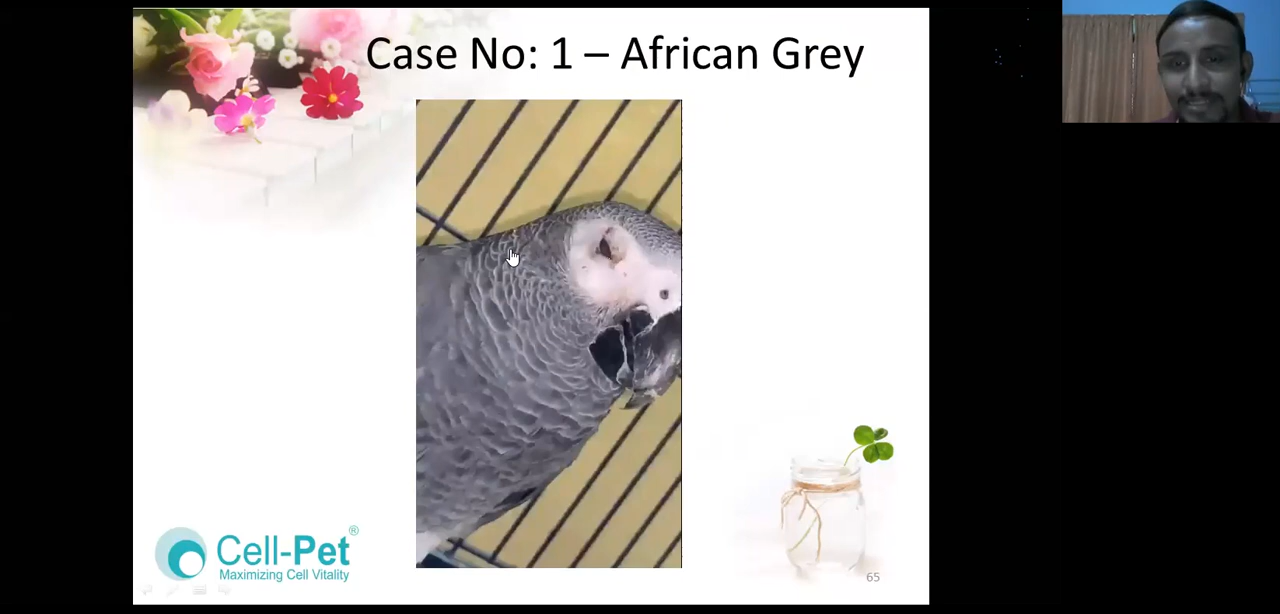 Case No: 1 – African Grey
Cell-Pet®
Maximizing Cell Vitality
65